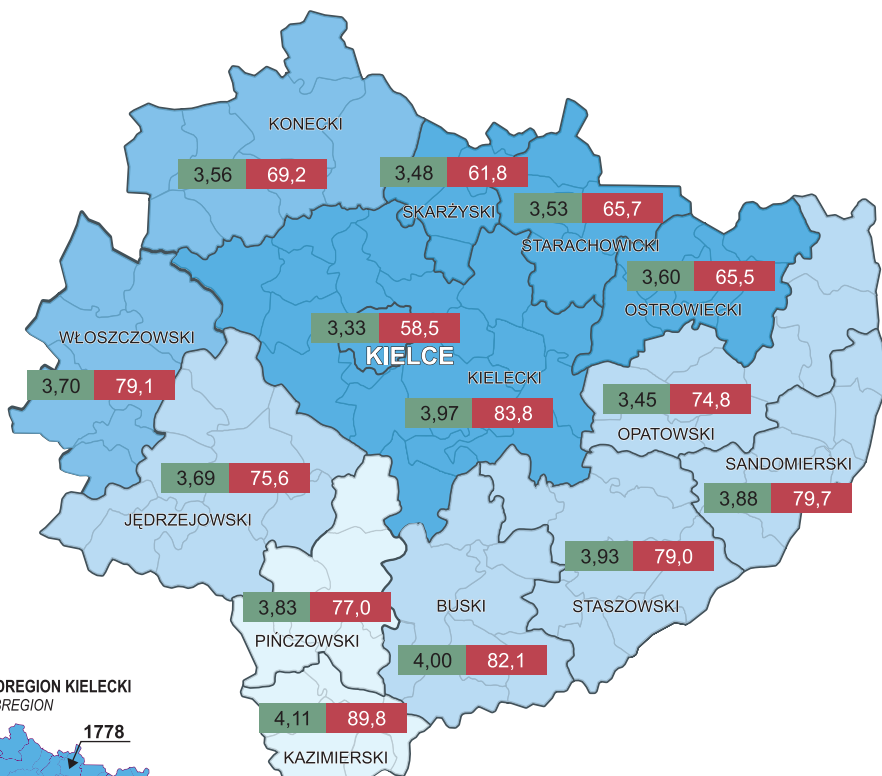 KONECKI
3,56 69,2
3,48 61,8
SKARŻYSKI
3,53 65,7
STARACHOWICKI
3,60 65,5
OSTROWIECKI
3,33 58,5
KIELCE
WŁOSZCZOWSKI
3,70 79,1
KIELECKI
3,97 83,8
3,45 74,8
OPATOWSKI
SANDOMIERSKI
3,88 79,7
3,69 75,6
JĘDRZEJOWSKI
3,93 79,0
STASZOWSKI
3,83 77,0
PIŃCZOWSKI
BUSKI
4,00 82,1
4,11 89,8
KAZIMIERSKI
KIELECKI
1778